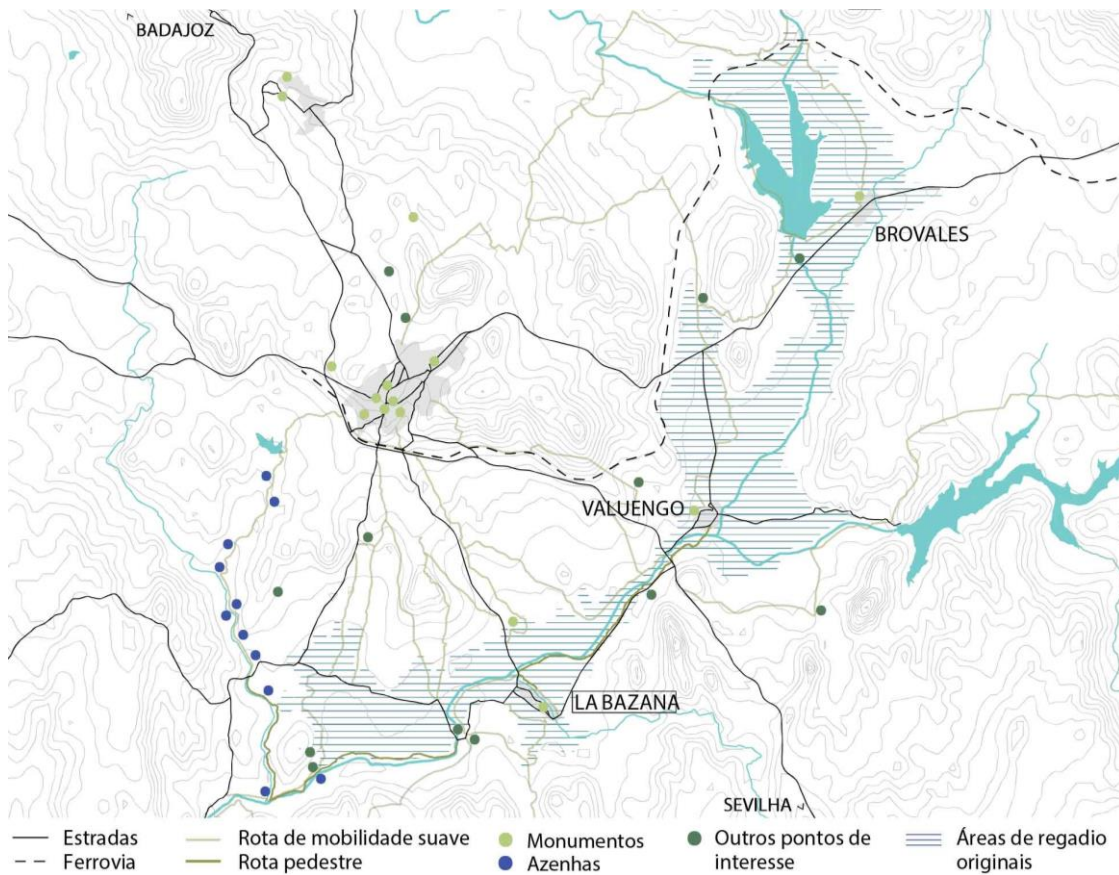 BADAJOZ
BROVALES
VALUENGO
LA BAZANA
SEVILHA
Estradas
Ferrovia
Rota de mobilidade suave
Rota pedestre
Monumentos
Azenhas
Outros pontos de
interesse
Áreas de regadio
originais